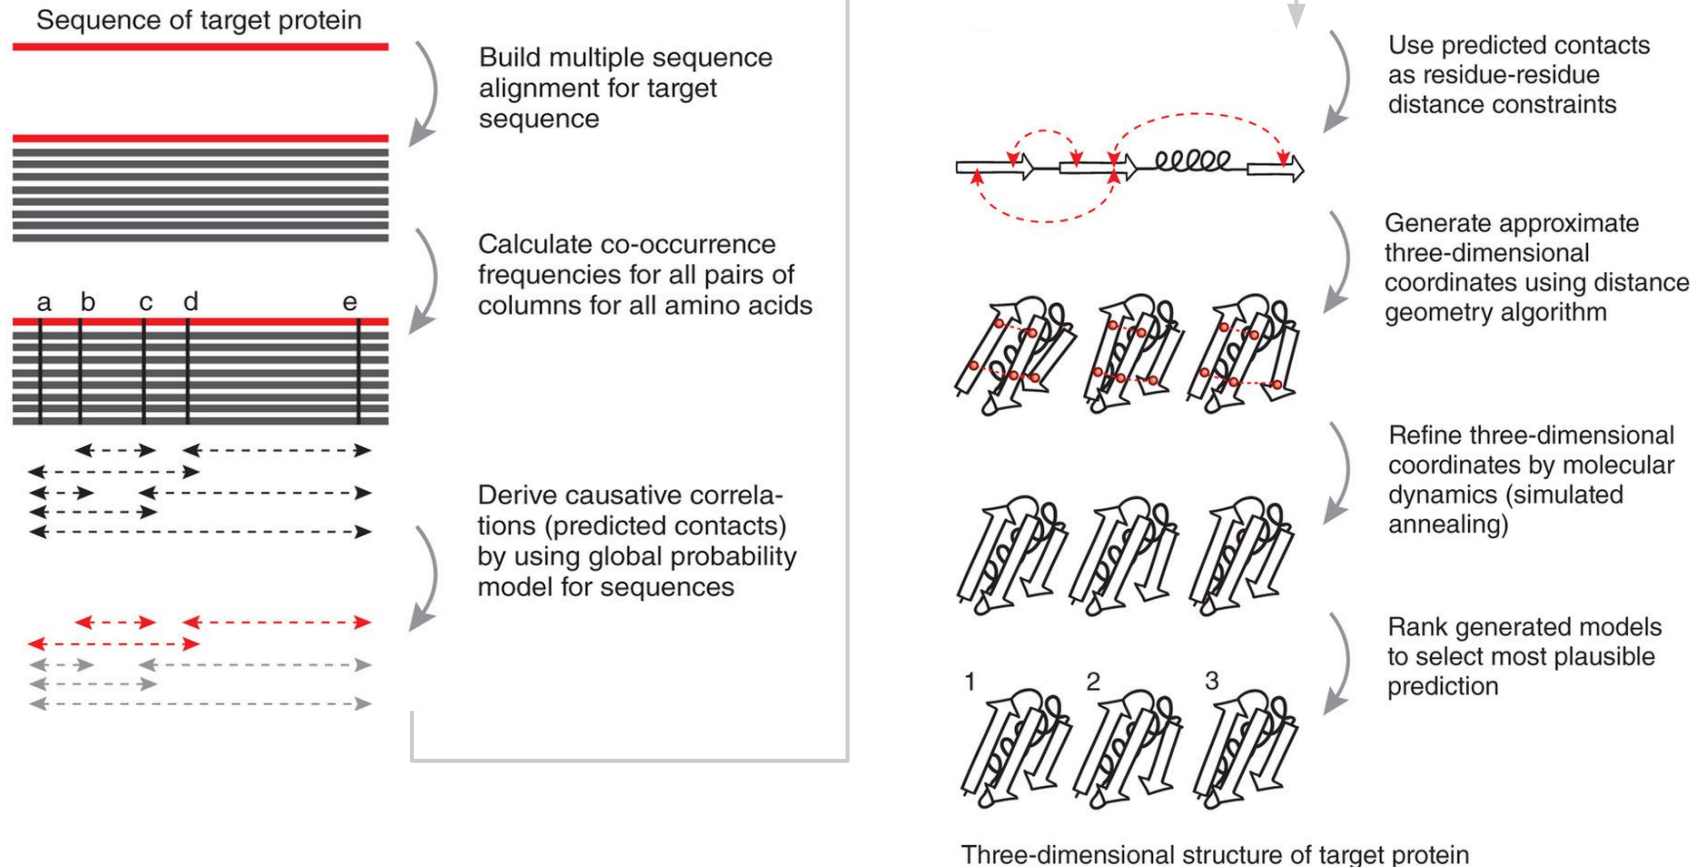 Sequence of target protein
Build multiple sequence
alignment for target
sequence
Calculate co-occurrence
frequencies for all pairs of
columns for all amino acids
a b c d e
Derive causative correla-
tions (predicted contacts)
by using global probability
model for sequences
Use predicted contacts
as residue-residue
distance constraints
Generate approximate
three-dimensional
coordinates using distance
geometry algorithm
Refine three-dimensional
coordinates by molecular
dynamics (simulated
annealing)
Rank generated models
to select most plausible
prediction
1 2 3
Three-dimensional structure of target protein